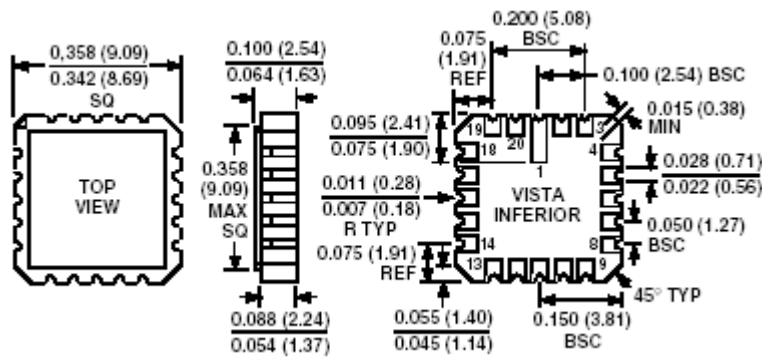 0,358 (9.09)
0.342 (8.69)
SQ
TOP
VIEW
0.100 (2.54)
0.064 (1.63)
0.358
(9.09)
MAX
SQ
0.088 (2.24)
0.054 (1.37)
0.200 (5.08)
BSC
0.075
(1.91)
REF
0.100 (2.54) BSC
0.015 (0.38)
MIN
0.095 (2.41)
0.075 (1.90)
19
20
3
18
4
1
0.028 (0.71)
0.022 (0.56)
0.011 (0.28)
0.007 (0.18)
R TYP
VISTA
INFERIOR
0.050 (1.27)
BSC
0.075 (1.91)
REF
14
8
13
9
45° TYP
0.055 (1.40)
0.045 (1.14)
0.150 (3.81)
BSC